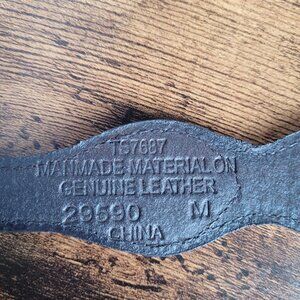 TS7687
MANMADE MATERIAL ON
GENUINE LEATHER
29590 M
CHINA